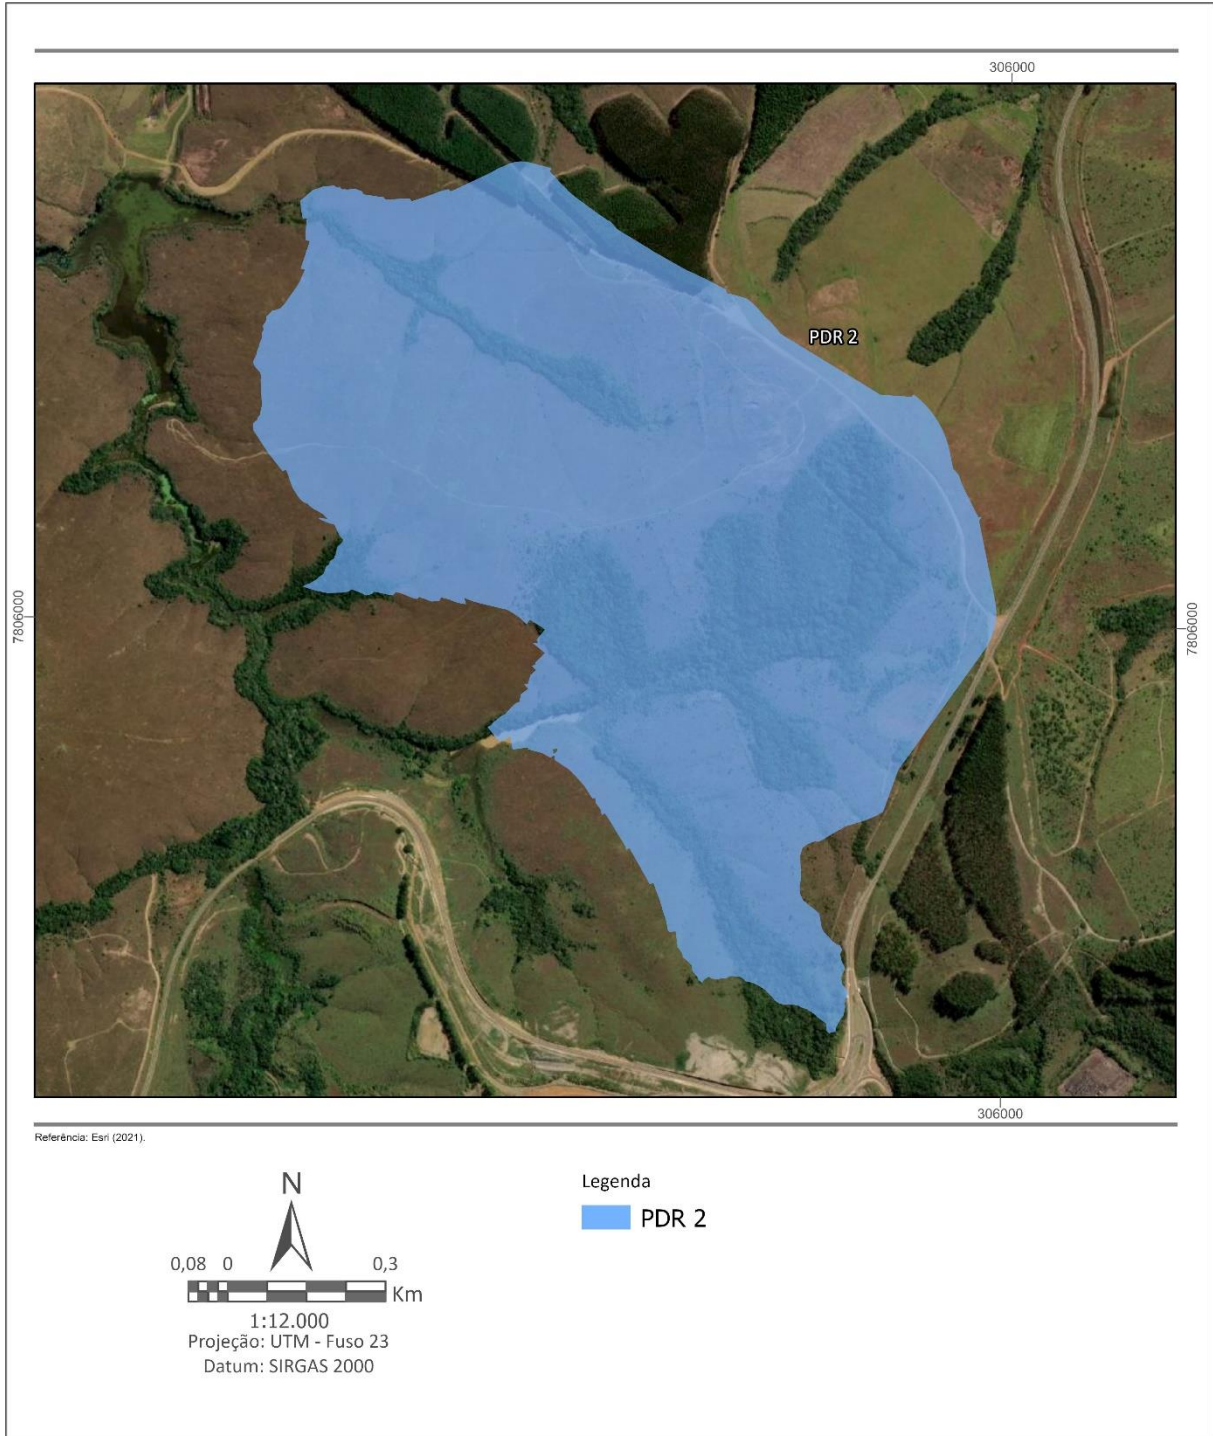 306000
PDR 2
7806000
7806000
306000
Referência: Esri (2021).
N
0,08 0 0,3
Km
1:12.000
Projeção: UTM - Fuso 23
Datum: SIRGAS 2000
Legenda
PDR 2